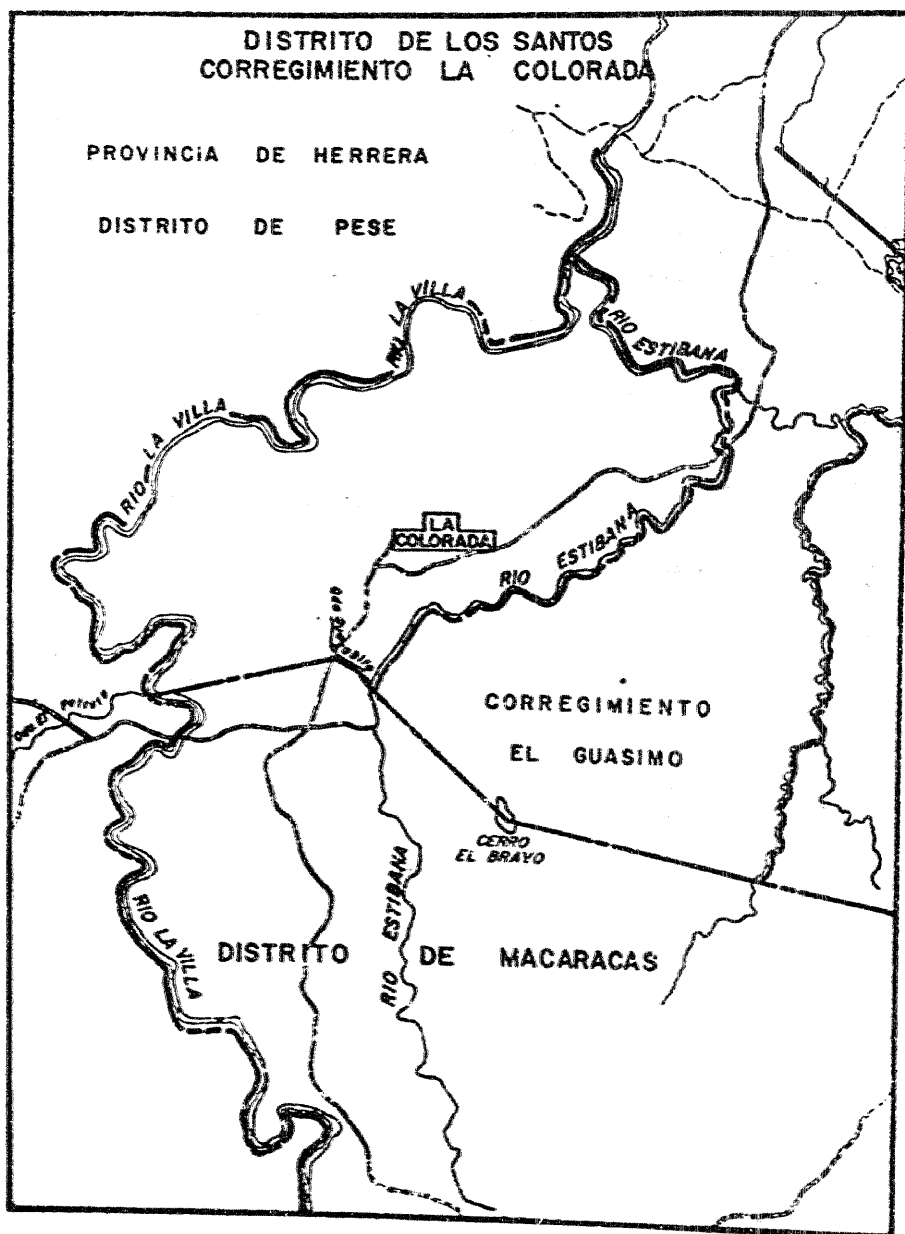 DISTRITO DE LOS SANTOS
CORREGIMIENTO LA COLORADA
PROVINCIA DE HERRERA
DISTRITO DE PESE
RIO LA VILLA
RIO ESTIBANA
RIO LA VILLA
LA
COLORADA
RIO ESTIBANA
CORREGIMIENTO
EL GUASIMO
CERRO
EL BRAYO
RIO ESTIBANA
RIO LA VILLA
DISTRITO DE MACARACAS